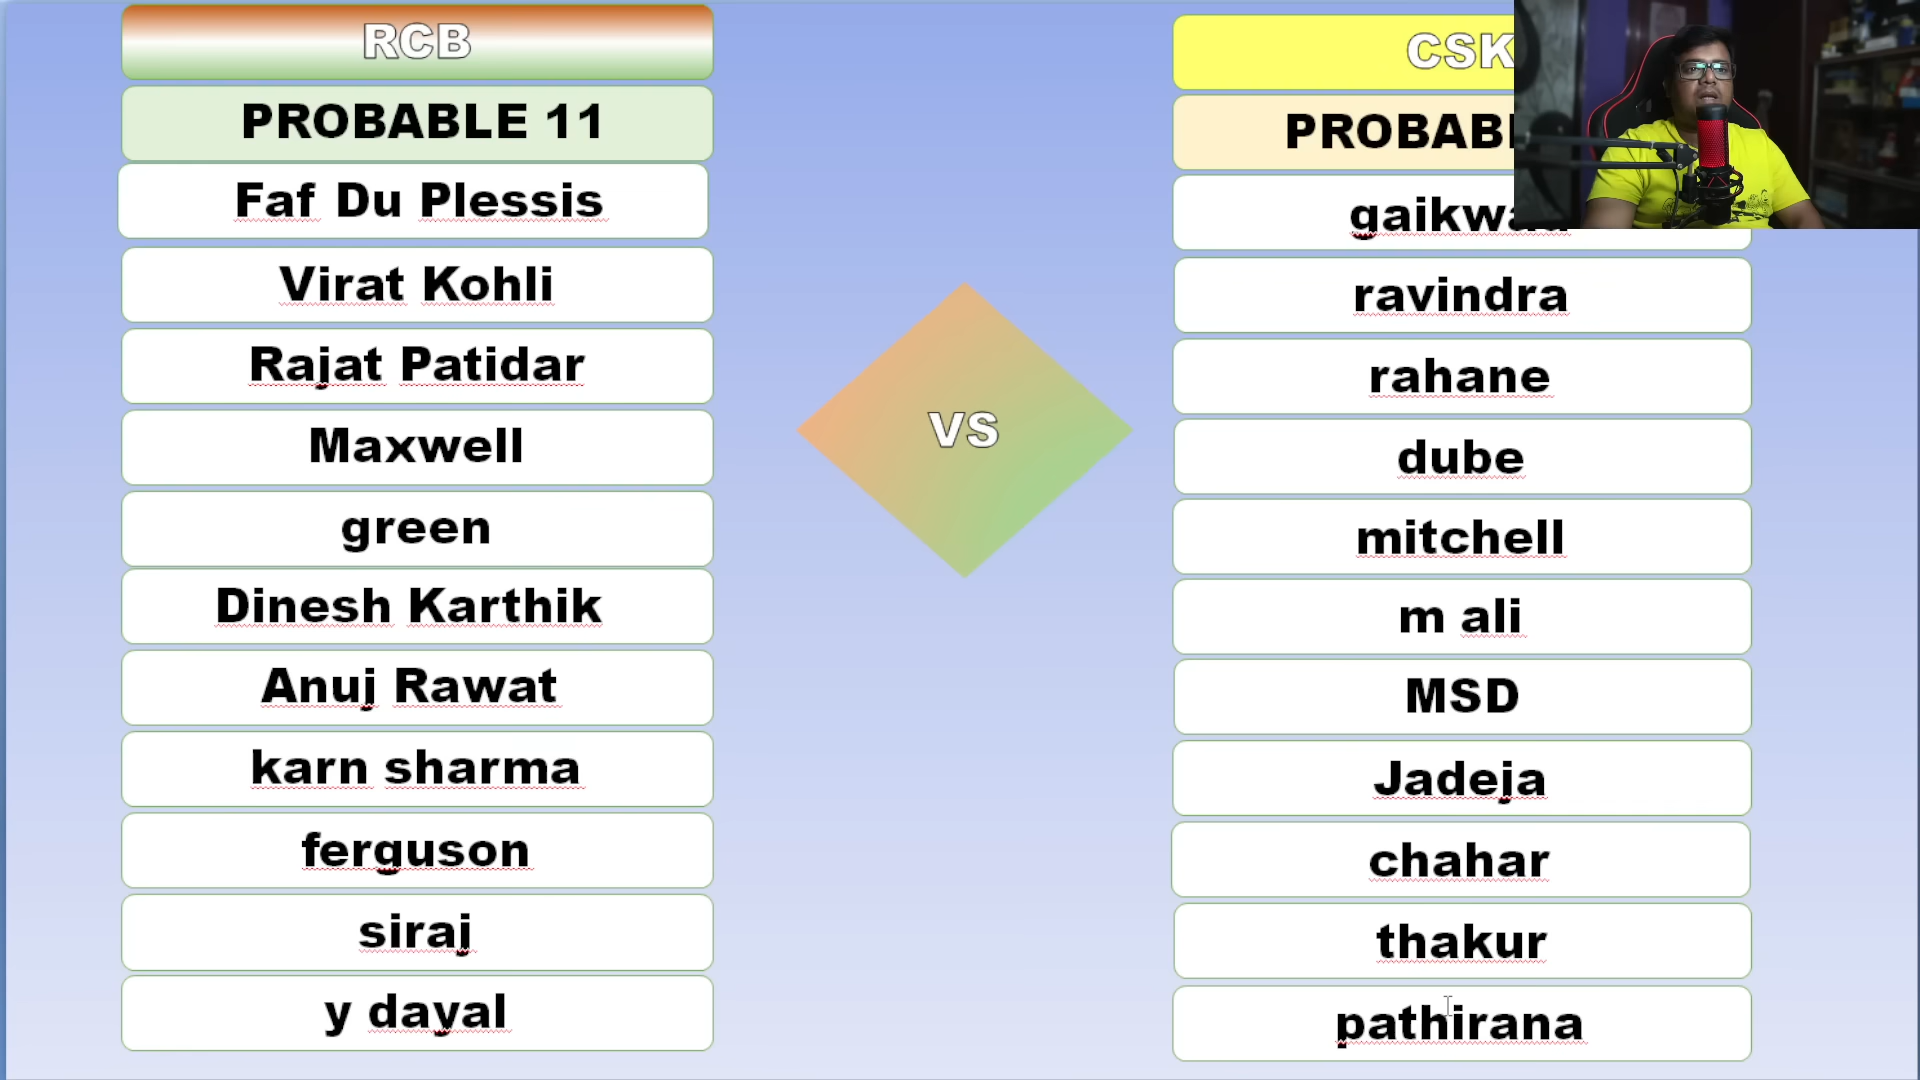 RCB
PROBABLE 11
Faf Du Plessis
Virat Kohli
Rajat Patidar
Maxwell
green
Dinesh Karthik
Anuj Rawat
karn sharma
ferguson
siraj
y dayal
VS
CSK
ravindra
rahane
dube
mitchell
m ali
MSD
Jadeja
chahar
thakur
pathirana